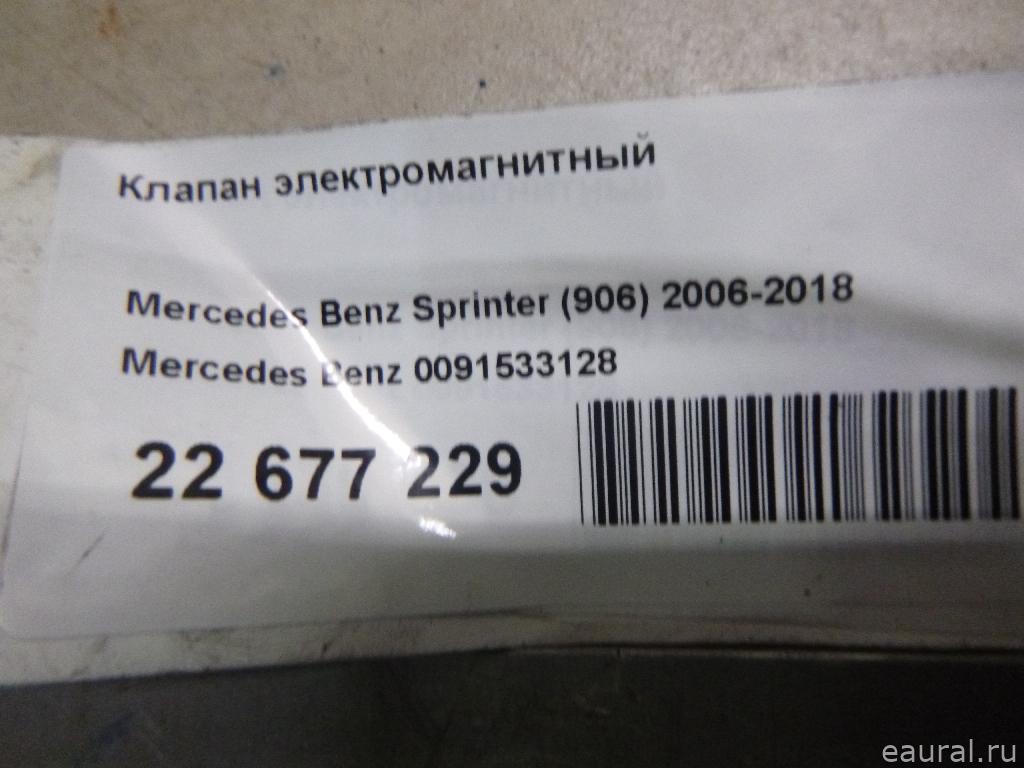 Клапан электромагнитный
Mercedes Benz Sprinter (906) 2006-2018
Mercedes Benz 0091533128
22 677 229
eaural.ru